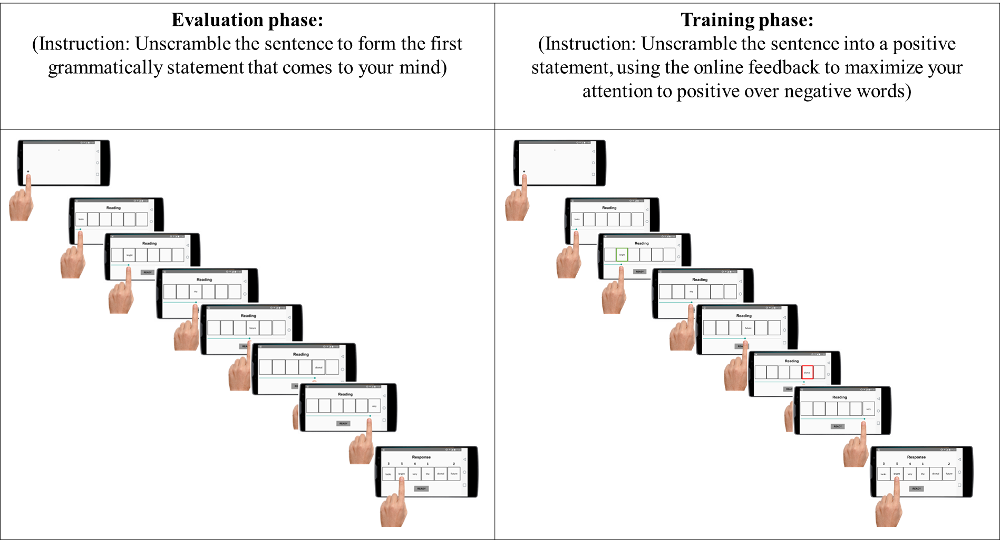 Evaluation phase:
(Instruction: Unscramble the sentence to form the first
grammatically statement that comes to your mind)
Reading
looks
Reading
bright
READY
Reading
my
Reading
future
REA
Reading
dismal
RE
Reading
very
READY
Response
3 5 4 1 2
looks bright very the dismal future
READY
Training phase:
(Instruction: Unscramble the sentence into a positive
statement, using the online feedback to maximize your
attention to positive over negative words)
Reading
looks
Reading
bright
READY
Reading
my
Reading
future
REA
Reading
dismal
READ
Reading
very
READY
Response
3 5 4 1 2
looks bright very the dismal future
READY